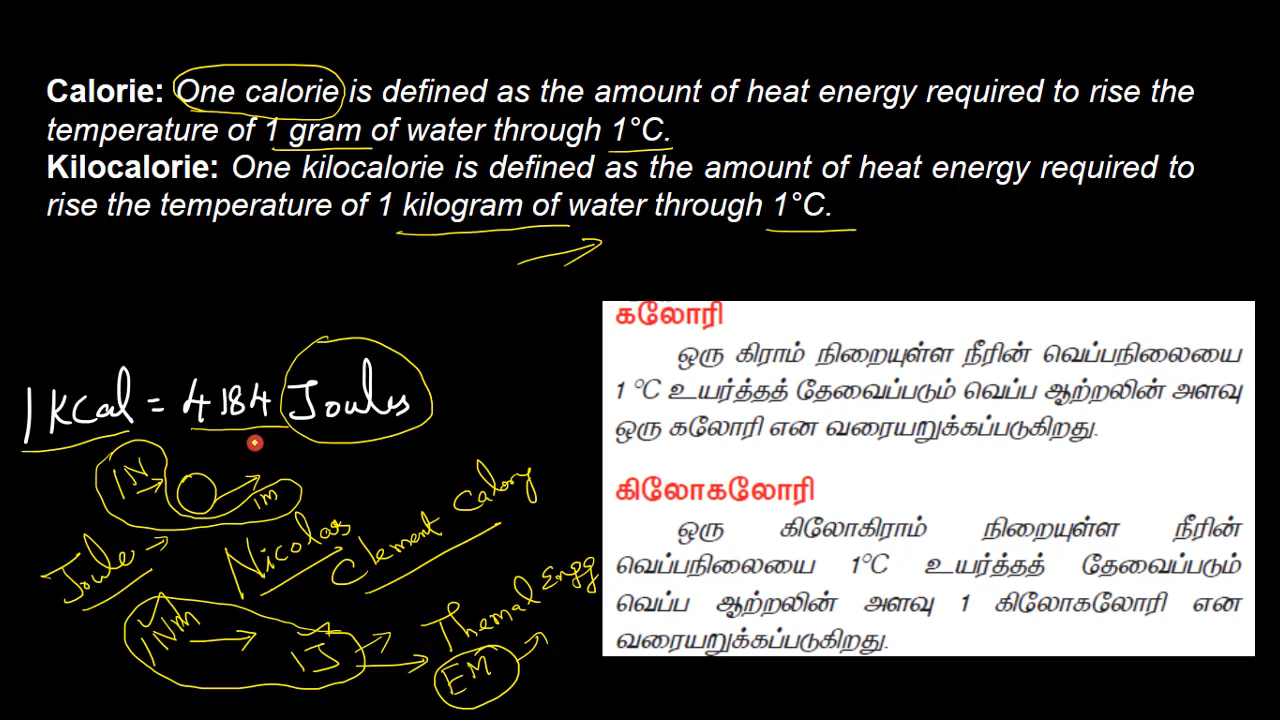 Calorie: One calorie is defined as the amount of heat energy required to rise the
temperature of 1 gram of water through 1°C.
Kilocalorie: One kilocalorie is defined as the amount of heat energy required to
rise the temperature of 1 kilogram of water through 1°C.
கலோரி
ஒரு கிராம் நிறையுள்ள நீரின் வெப்பநிலையை
1 °C உயர்த்தத் தேவைப்படும் வெப்ப ஆற்றலின் அளவு
ஒரு கலோரி என வரையறுக்கப்படுகிறது.
கிலோகலோரி
ஒரு கிலோகிராம் நிறையுள்ள நீரின்
வெப்பநிலையை 1°C உயர்த்தத் தேவைப்படும்
வெப்ப ஆற்றலின் அளவு 1 கிலோகலோரி என
வரையறுக்கப்படுகிறது.
1 KCal = 4184 Joules
1N
1m
Joule
Nicolas
Clement Calory
1Nm
1J
Themal Engg
EM